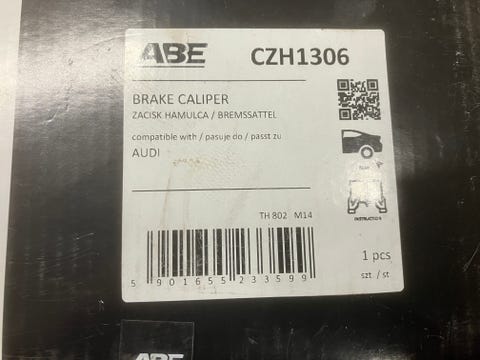 ABE CZH1306
BRAKE CALIPER
ZACISK HAMULCA / BREMSSATTEL
compatible with / pasuje do / passt zu
AUDI
INSTRUCTION
TH 802 M14
5 901655 233599
1 pcs
szt. / st
ABE